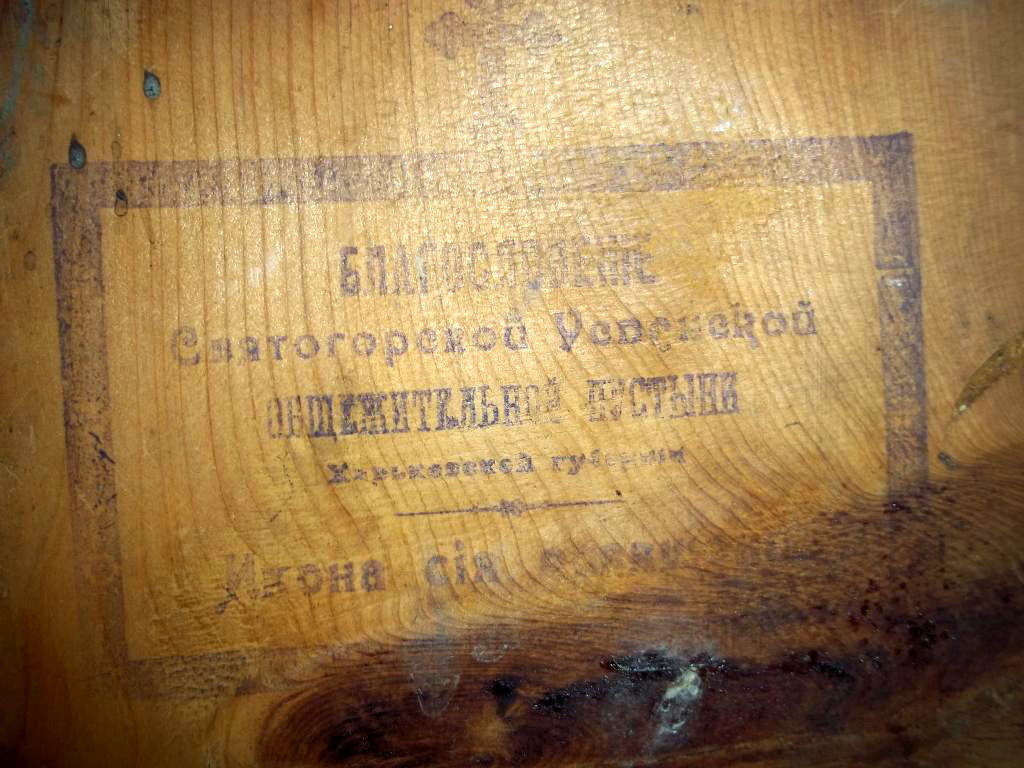 БЛАГОСЛОВЕНІЕ
Святогорской Успенской
ОБЩЕЖИТЕЛЬНОЙ ПУСТЫНИ
Харьковской губерніи
Икона сія